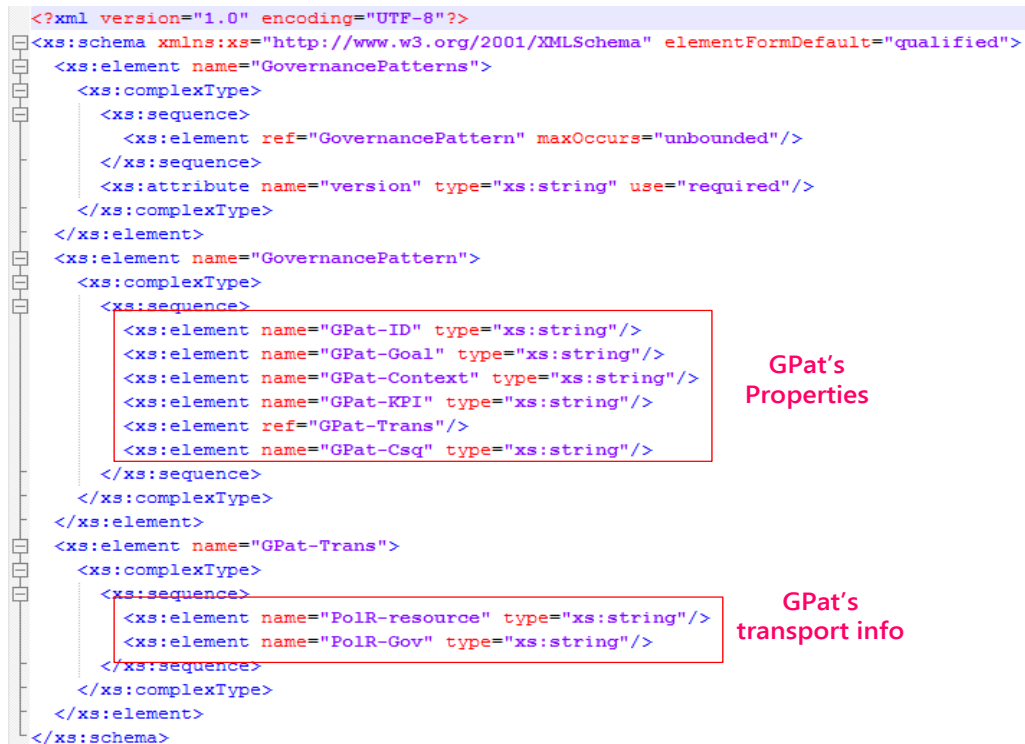 <?xml version="1.0" encoding="UTF-8"?>
<xs:schema xmlns:xs="http://www.w3.org/2001/XMLSchema" elementFormDefault="qualified">
<xs:element name="GovernancePatterns">
<xs:complexType>
<xs:sequence>
<xs:element ref="GovernancePattern" maxOccurs="unbounded"/>
</xs:sequence>
<xs:attribute name="version" type="xs:string" use="required"/>
</xs:complexType>
</xs:element>
<xs:element name="GovernancePattern">
<xs:complexType>
<xs:sequence>
<xs:element name="GPat-ID" type="xs:string"/>
<xs:element name="GPat-Goal" type="xs:string"/>
<xs:element name="GPat-Context" type="xs:string"/>
<xs:element name="GPat-KPI" type="xs:string"/>
<xs:element ref="GPat-Trans"/>
<xs:element name="GPat-Csq" type="xs:string"/>
GPat's
Properties
</xs:sequence>
</xs:complexType>
</xs:element>
<xs:element name="GPat-Trans">
<xs:complexType>
<xs:sequence>
<xs:element name="PolR-resource" type="xs:string"/>
<xs:element name="PolR-Gov" type="xs:string"/>
GPat's
transport info
</xs:sequence>
</xs:complexType>
</xs:element>
</xs:schema>